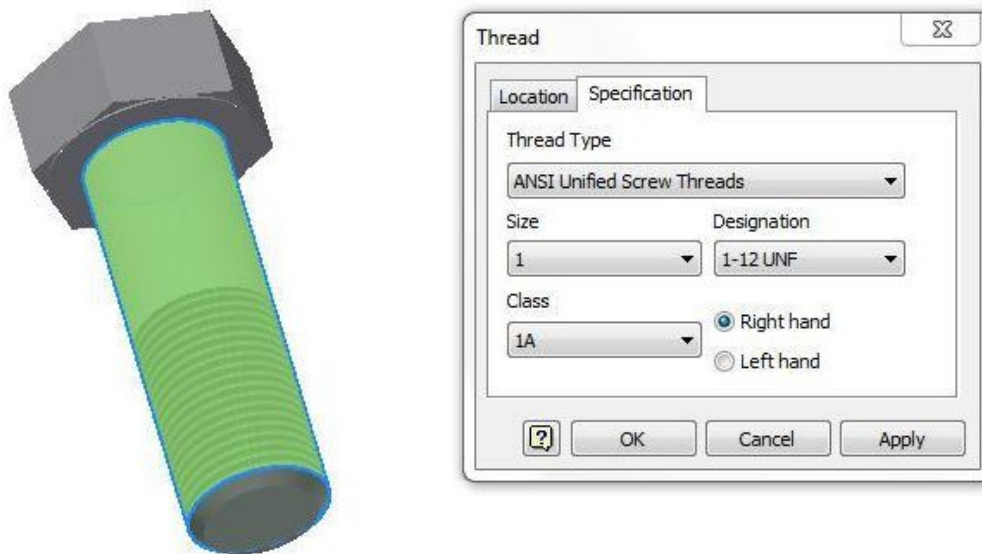 Thread
Location Specification
Thread Type
ANSI Unified Screw Threads
Size Designation
1 1-12 UNF
Class
1A
Right hand
Left hand
? OK Cancel Apply